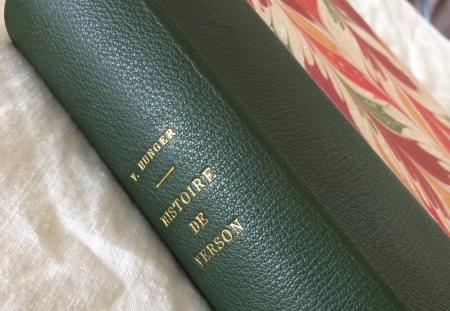 V. HUNGER
HISTOIRE
DE
VERSON